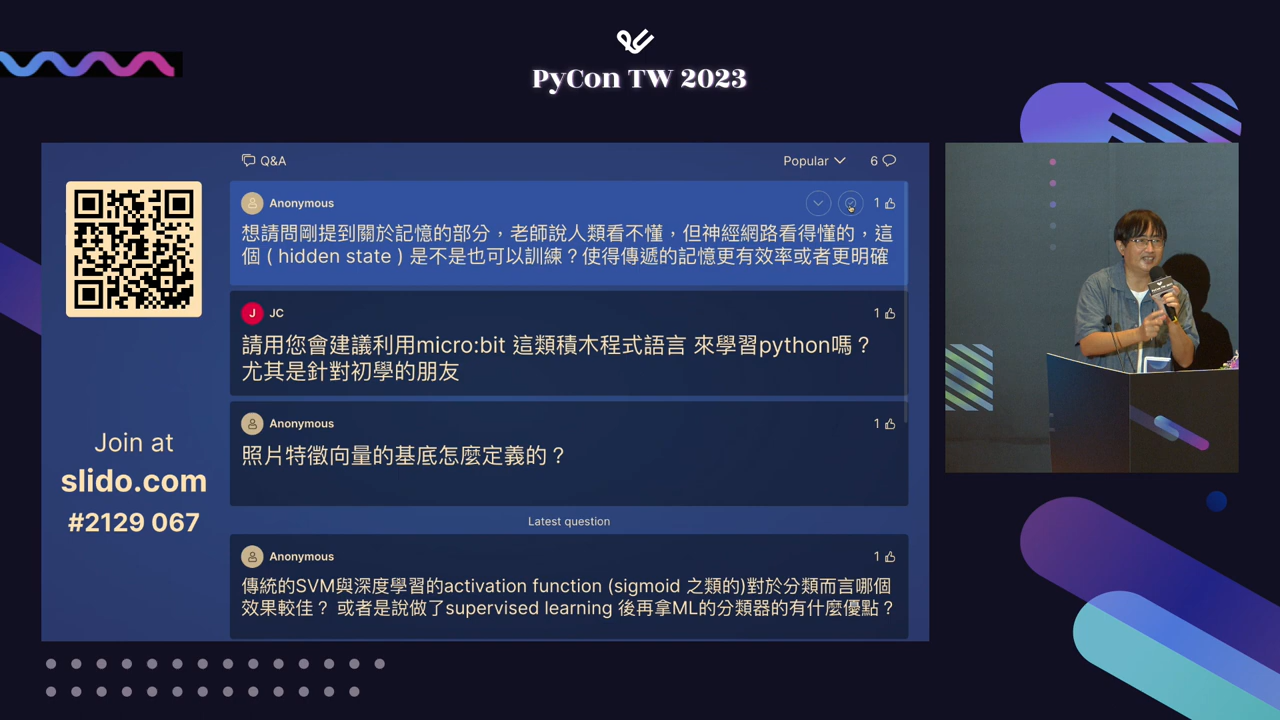 PyCon TW 2023
Q&A
Popular
6
Anonymous
1
想請問剛提到關於記憶的部分，老師說人類看不懂，但神經網路看得懂的，這
個 ( hidden state ) 是不是也可以訓練？使得傳遞的記憶更有效率或者更明確
J
JC
1
請用您會建議利用micro:bit 這類積木程式語言 來學習python嗎？
尤其是針對初學的朋友
Anonymous
1
照片特徵向量的基底怎麼定義的？
Latest question
Anonymous
1
傳統的SVM與深度學習的activation function (sigmoid 之類的)對於分類而言哪個
效果較佳？ 或者是說做了supervised learning 後再拿ML的分類器的有什麼優點？
Join at
slido.com
#2129 067